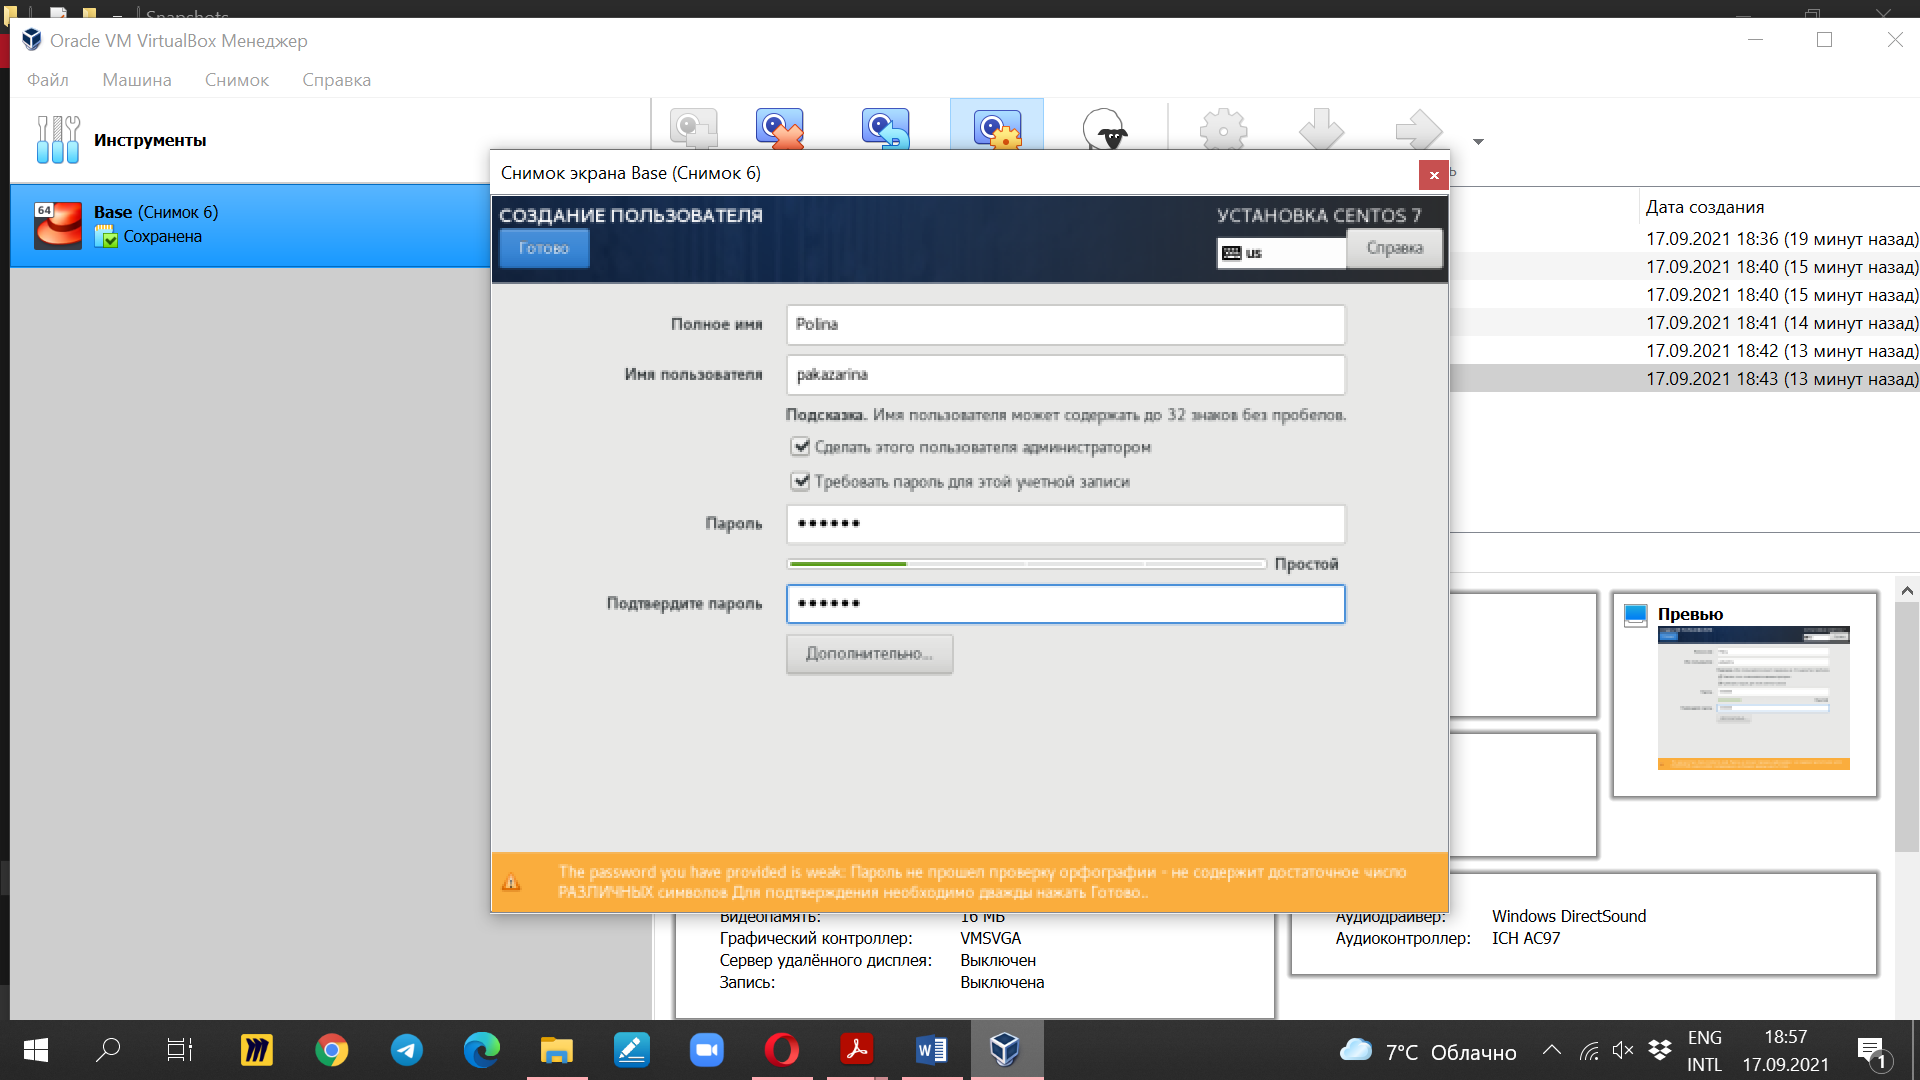 Snapshots
Oracle VM VirtualBox Менеджер
Файл Машина Снимок Справка
Инструменты
64
Base (Снимок 6)
Сохранена
Снимок экрана Base (Снимок 6)
СОЗДАНИЕ ПОЛЬЗОВАТЕЛЯ
УСТАНОВКА CENTOS 7
Готово
us
Справка
Полное имя
Polina
Имя пользователя
pakazarina
Подсказка. Имя пользователя может содержать до 32 знаков без пробелов.
Сделать этого пользователя администратором
Требовать пароль для этой учетной записи
Пароль
••••••
Простой
Подтвердите пароль
••••••
Дополнительно...
The password you have provided is weak: Пароль не прошел проверку орфографии - не содержит достаточное число
РАЗЛИЧНЫХ символов Для подтверждения необходимо дважды нажать Готово..
Дата создания
17.09.2021 18:36 (19 минут назад)
17.09.2021 18:40 (15 минут назад)
17.09.2021 18:40 (15 минут назад)
17.09.2021 18:41 (14 минут назад)
17.09.2021 18:42 (13 минут назад)
17.09.2021 18:43 (13 минут назад)
Превью
Видеопамять: 16 МБ
Графический контроллер: VMSVGA
Сервер удалённого дисплея: Выключен
Запись: Выключена
Аудиодрайвер: Windows DirectSound
Аудиоконтроллер: ICH AC97
7°C Облачно
ENG
INTL
18:57
17.09.2021
1